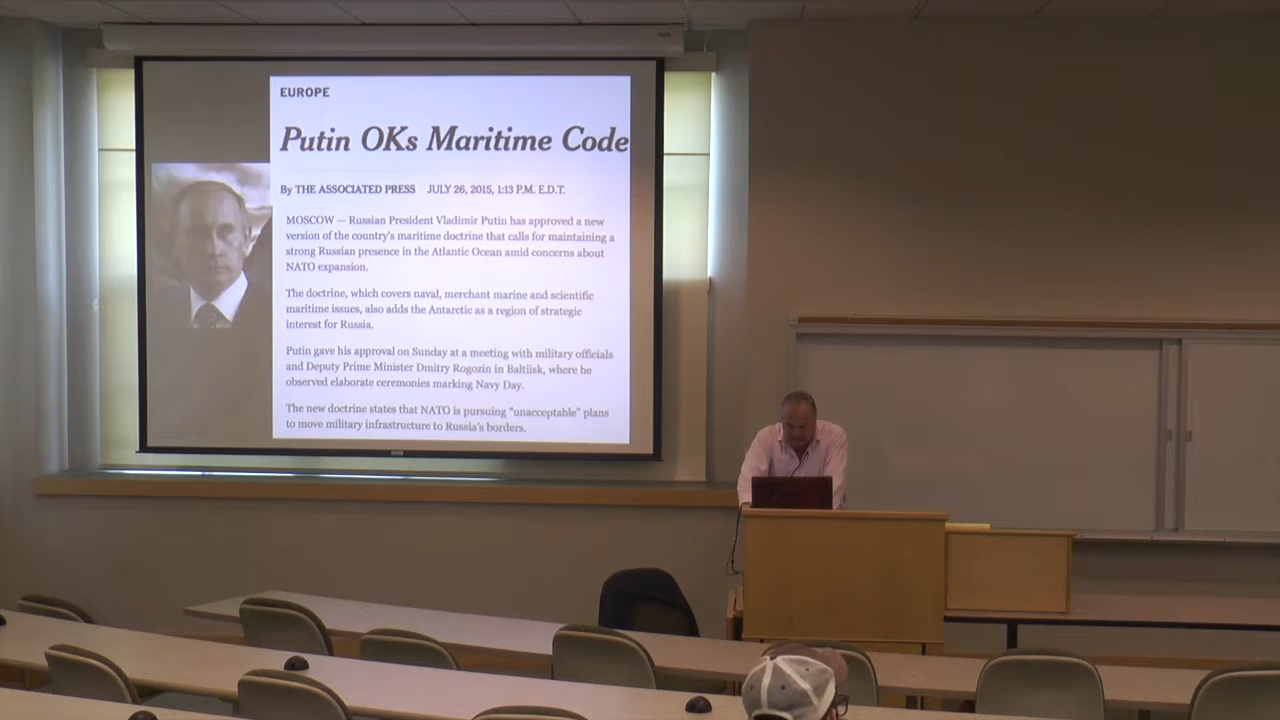 EUROPE
Putin OKs Maritime Code
By THE ASSOCIATED PRESS JULY 26, 2015, 1:13 P.M. E.D.T.
MOSCOW — Russian President Vladimir Putin has approved a new
version of the country's maritime doctrine that calls for maintaining a
strong Russian presence in the Atlantic Ocean amid concerns about
NATO expansion.
The doctrine, which covers naval, merchant marine and scientific
maritime issues, also adds the Antarctic as a region of strategic
interest for Russia.
Putin gave his approval on Sunday at a meeting with military officials
and Deputy Prime Minister Dmitry Rogozin in Baltiisk, where he
observed elaborate ceremonies marking Navy Day.
The new doctrine states that NATO is pursuing "unacceptable" plans
to move military infrastructure to Russia's borders.